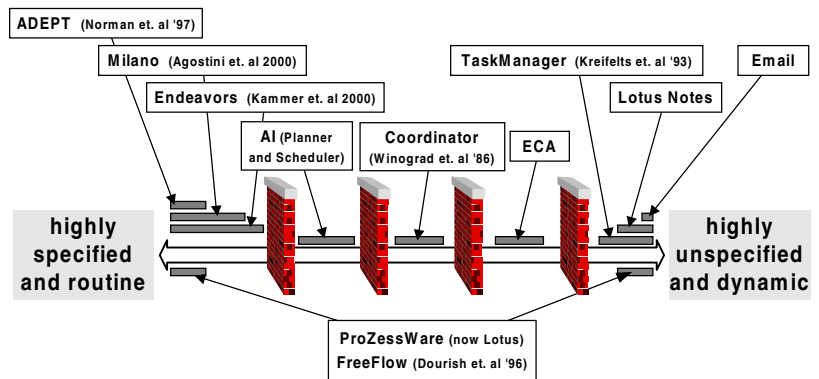 ADEPT (Norman et. al '97)
Milano (Agostini et. al 2000)
Endeavors (Kammer et. al 2000)
AI (Planner
and Scheduler)
Coordinator
(Winograd et. al '86)
ECA
TaskManager (Kreifelts et. al '93)
Lotus Notes
Email
highly
specified
and routine
highly
unspecified
and dynamic
ProZessWare (now Lotus)
FreeFlow (Dourish et. al '96)